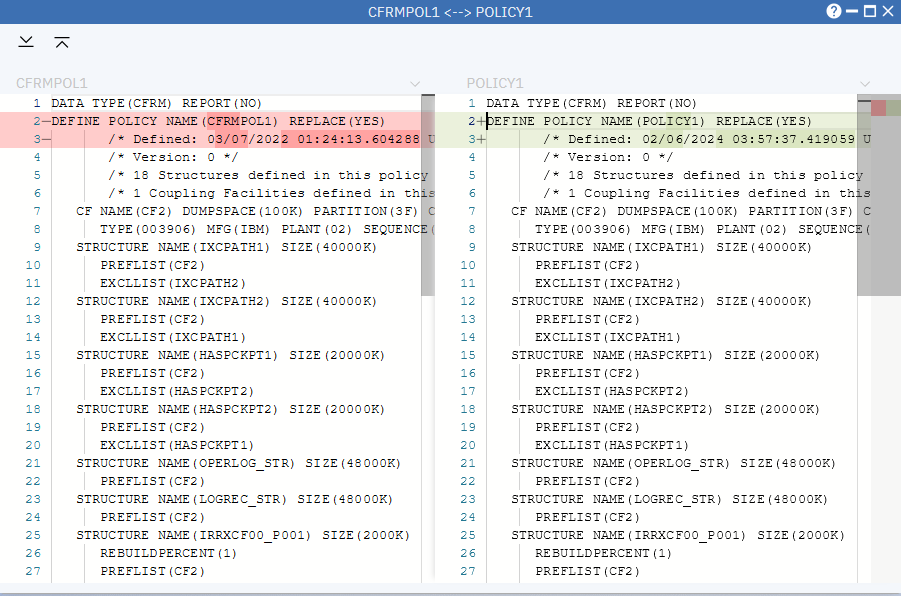 CFRMPOL1 <--> POLICY1
CFRMPOL1
1 DATA TYPE(CFRM) REPORT(NO)
2 DEFINE POLICY NAME(CFRMPOL1) REPLACE(YES)
3 /* Defined: 03/07/2022 01:24:13.604288 U
4 /* Version: 0 */
5 /* 18 Structures defined in this policy
6 /* 1 Coupling Facilities defined in this
7 CF NAME(CF2) DUMPSPACE(100K) PARTITION(3F) C
8 TYPE(003906) MFG(IBM) PLANT(02) SEQUENCE(
9 STRUCTURE NAME(IXCPATH1) SIZE(40000K)
10 PREFLIST(CF2)
11 EXCLLIST(IXCPATH2)
12 STRUCTURE NAME(IXCPATH2) SIZE(40000K)
13 PREFLIST(CF2)
14 EXCLLIST(IXCPATH1)
15 STRUCTURE NAME(HASPCKPT1) SIZE(20000K)
16 PREFLIST(CF2)
17 EXCLLIST(HASPCKPT2)
18 STRUCTURE NAME(HASPCKPT2) SIZE(20000K)
19 PREFLIST(CF2)
20 EXCLLIST(HASPCKPT1)
21 STRUCTURE NAME(OPERLOG_STR) SIZE(48000K)
22 PREFLIST(CF2)
23 STRUCTURE NAME(LOGREC_STR) SIZE(48000K)
24 PREFLIST(CF2)
25 STRUCTURE NAME(IRRXCF00_P001) SIZE(2000K)
26 REBUILDPERCENT(1)
27 PREFLIST(CF2)
POLICY1
1 DATA TYPE(CFRM) REPORT(NO)
2+ DEFINE POLICY NAME(POLICY1) REPLACE(YES)
3+ /* Defined: 02/06/2024 03:57:37.419059 U
4 /* Version: 0 */
5 /* 18 Structures defined in this policy
6 /* 1 Coupling Facilities defined in this
7 CF NAME(CF2) DUMPSPACE(100K) PARTITION(3F) C
8 TYPE(003906) MFG(IBM) PLANT(02) SEQUENCE(
9 STRUCTURE NAME(IXCPATH1) SIZE(40000K)
10 PREFLIST(CF2)
11 EXCLLIST(IXCPATH2)
12 STRUCTURE NAME(IXCPATH2) SIZE(40000K)
13 PREFLIST(CF2)
14 EXCLLIST(IXCPATH1)
15 STRUCTURE NAME(HASPCKPT1) SIZE(20000K)
16 PREFLIST(CF2)
17 EXCLLIST(HASPCKPT2)
18 STRUCTURE NAME(HASPCKPT2) SIZE(20000K)
19 PREFLIST(CF2)
20 EXCLLIST(HASPCKPT1)
21 STRUCTURE NAME(OPERLOG_STR) SIZE(48000K)
22 PREFLIST(CF2)
23 STRUCTURE NAME(LOGREC_STR) SIZE(48000K)
24 PREFLIST(CF2)
25 STRUCTURE NAME(IRRXCF00_P001) SIZE(2000K)
26 REBUILDPERCENT(1)
27 PREFLIST(CF2)